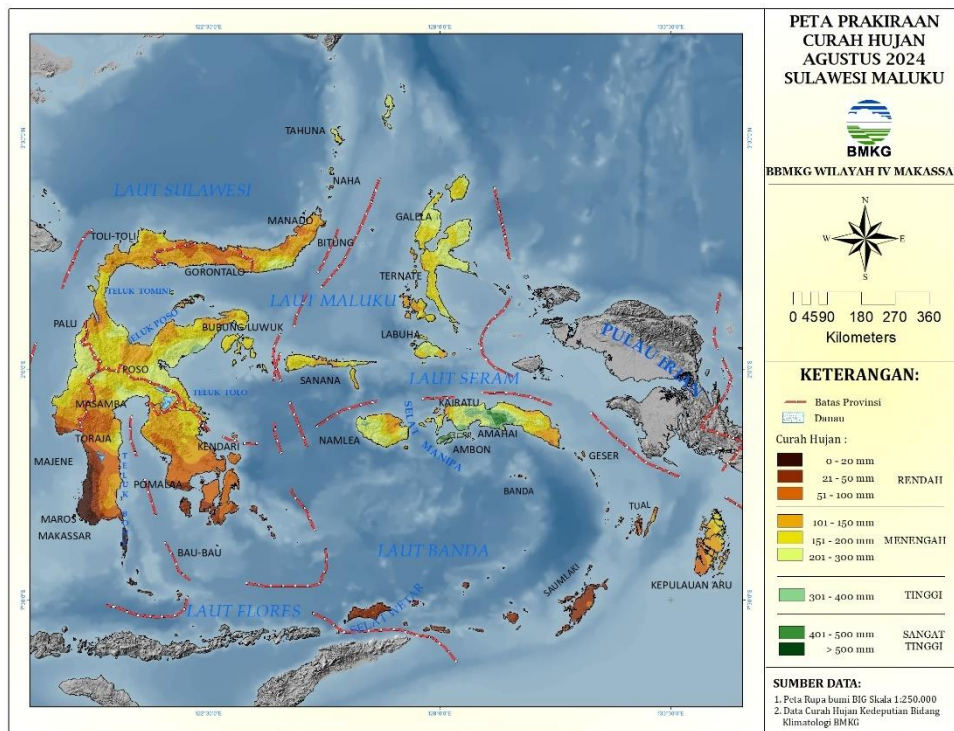 PETA PRAKIRAAN
CURAH HUJAN
AGUSTUS 2024
SULAWESI MALUKU
BMKG
BBMKG WILAYAH IV MAKASSAR
N
W
E
S
0 4590 180 270 360
Kilometers
KETERANGAN:
Batas Provinsi
Danau
Curah Hujan :
0 - 20 mm
21 - 50 mm
51 - 100 mm
RENDAH
101 - 150 mm
151 - 200 mm
201 - 300 mm
MENENGAH
301 - 400 mm
TINGGI
401 - 500 mm
> 500 mm
SANGAT
TINGGI
SUMBER DATA:
1. Peta Rupa bumi BIG Skala 1:250.000
2. Data Curah Hujan Kedeputian Bidang
Klimatologi BMKG
TAHUNA
NAHA
LAUT SULAWESI
MANADO
BITUNG
GALELA
TOLI-TOLI
GORONTALO
TERNATE
TELUK TOMINI
LAUT MALUKU
PALU
TELUK POSO
BUBUNG LUWUK
LABUHA
PULAU IRIAN
POSO
SANANA
LAUT SERAM
TELUK TOLO
MASAMBA
KAIRATU
TORAJA
KENDARI
NAMLEA
SELAT MANIPA
AMAHAI
AMBON
MAJENE
GESER
POMALAA
BANDA
TUAL
MAROS
MAKASSAR
BAU-BAU
LAUT BANDA
SAUMLAKI
KEPULAUAN ARU
LAUT FLORES
SELAT WETAR